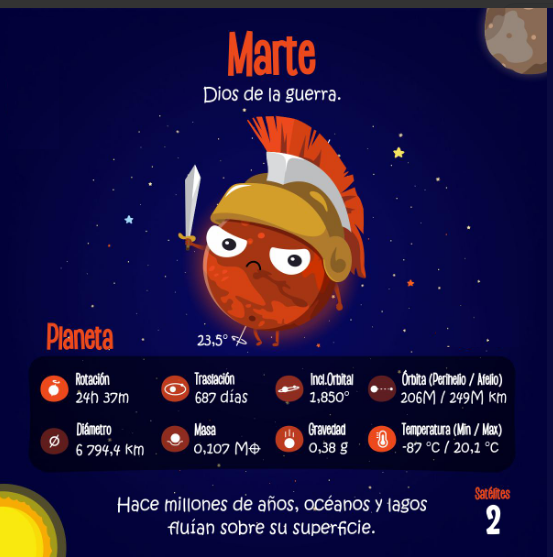 Marte
Dios de la guerra.
23,5°
Planeta
Rotación
24h 37m
Traslación
687 días
Incl.Orbital
1,850°
Órbita (Perihelio / Afelio)
206M / 249M km
Diámetro
6 794,4 km
Masa
0,107 M⊕
Gravedad
0,38 g
Temperatura (Min / Max)
-87 °C / 20,1 °C
Hace millones de años, océanos y lagos
fluían sobre su superficie.
Satélites
2